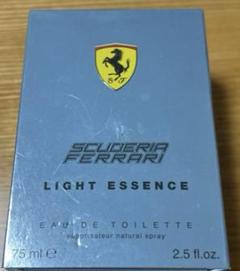 SCUDERIA
FERRARI
LIGHT ESSENCE
EAU DE TOILETTE
vaporisateur natural spray
75 ml e 2.5 fl.oz.